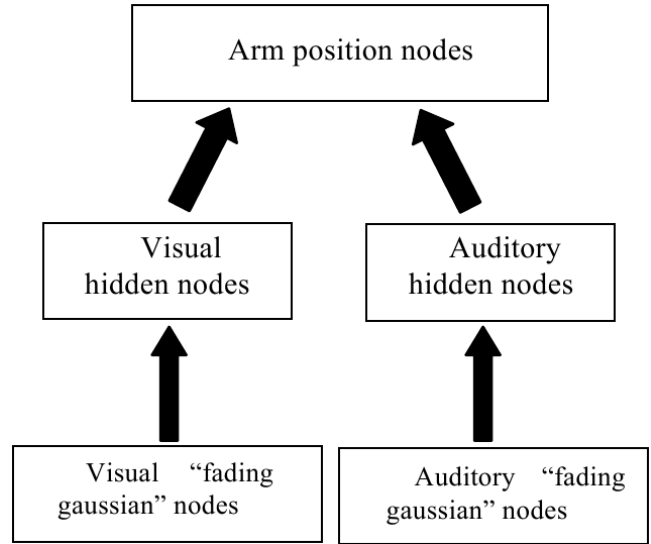 Arm position nodes
Visual
hidden nodes
Auditory
hidden nodes
Visual “fading
gaussian” nodes
Auditory “fading
gaussian” nodes